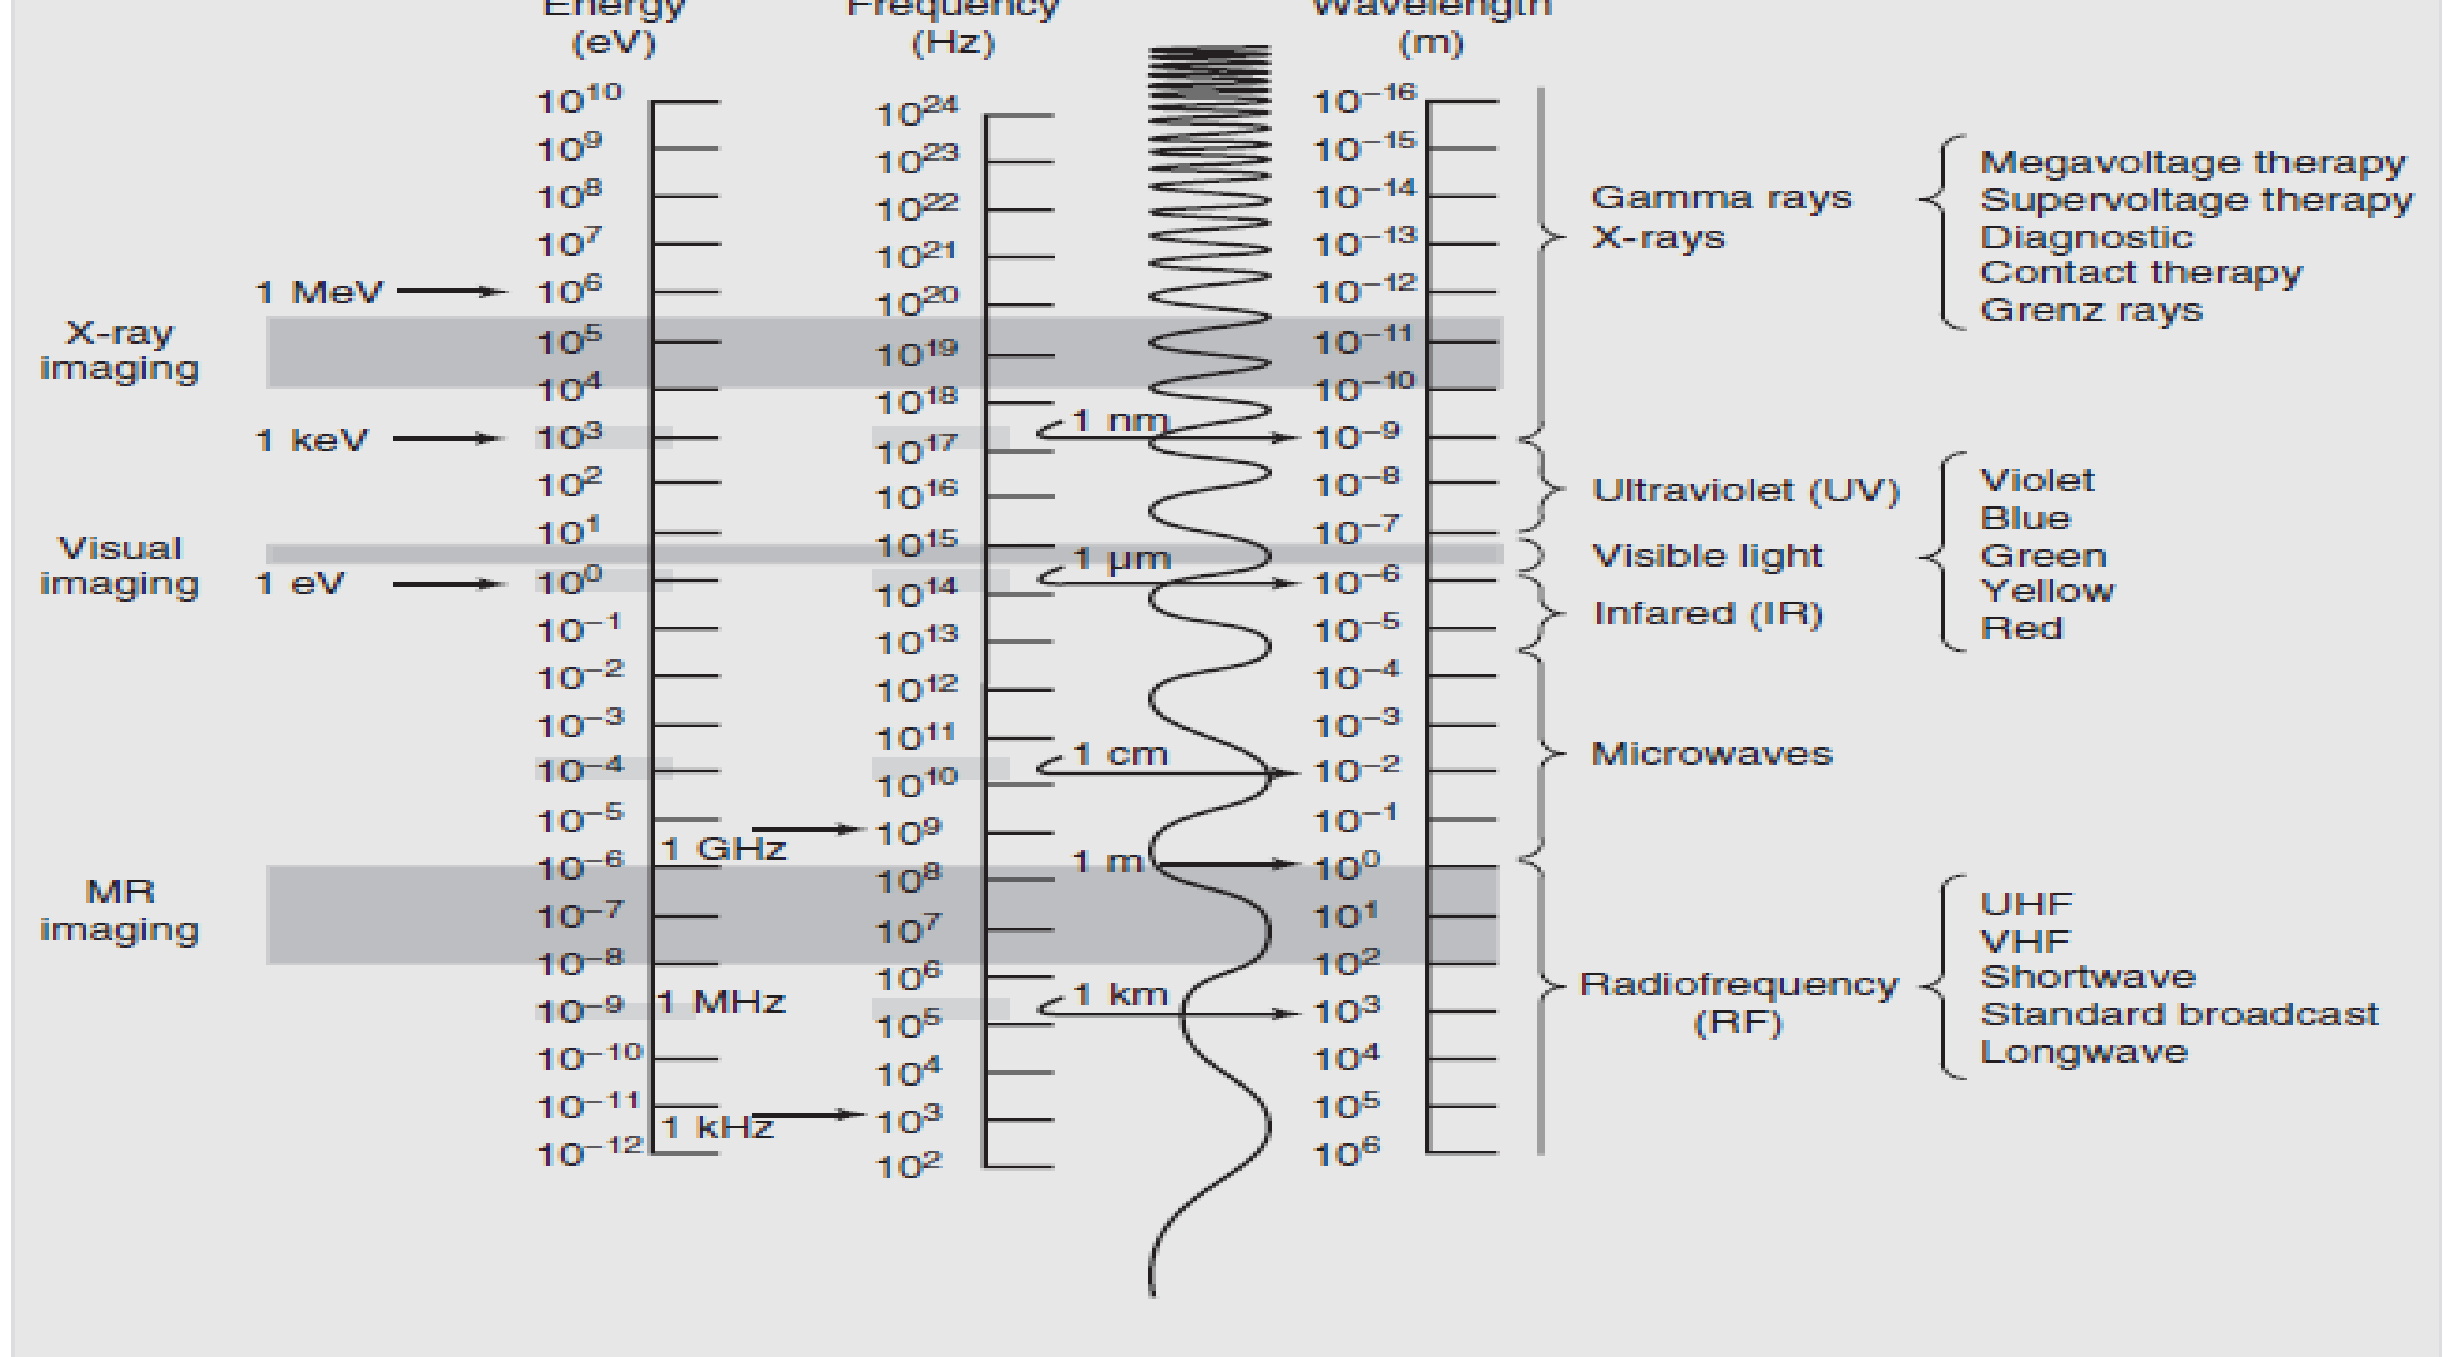 Energy
(eV)
Frequency
(Hz)
Wavelength
(m)
10¹⁰
10⁹
10⁸
10⁷
10⁶
10⁵
10⁴
10³
10²
10¹
10⁰
10⁻¹
10⁻²
10⁻³
10⁻⁴
10⁻⁵
10⁻⁶
10⁻⁷
10⁻⁸
10⁻⁹
10⁻¹⁰
10⁻¹¹
10⁻¹²
1 MeV
X-ray
imaging
1 keV
Visual
imaging
1 eV
MR
imaging
10²⁴
10²³
10²²
10²¹
10²⁰
10¹⁹
10¹⁸
10¹⁷
10¹⁶
10¹⁵
10¹⁴
10¹³
10¹²
10¹¹
10¹⁰
10⁹
10⁸
10⁷
10⁶
10⁵
10⁴
10³
10²
1 GHz
1 MHz
1 kHz
1 nm
1 µm
1 cm
1 m
1 km
10⁻¹⁶
10⁻¹⁵
10⁻¹⁴
10⁻¹³
10⁻¹²
10⁻¹¹
10⁻¹⁰
10⁻⁹
10⁻⁸
10⁻⁷
10⁻⁶
10⁻⁵
10⁻⁴
10⁻³
10⁻²
10⁻¹
10⁰
10¹
10²
10³
10⁴
10⁵
10⁶
Gamma rays
X-rays
Megavoltage therapy
Supervoltage therapy
Diagnostic
Contact therapy
Grenz rays
Ultraviolet (UV)
Visible light
Infared (IR)
Violet
Blue
Green
Yellow
Red
Microwaves
Radiofrequency
(RF)
UHF
VHF
Shortwave
Standard broadcast
Longwave